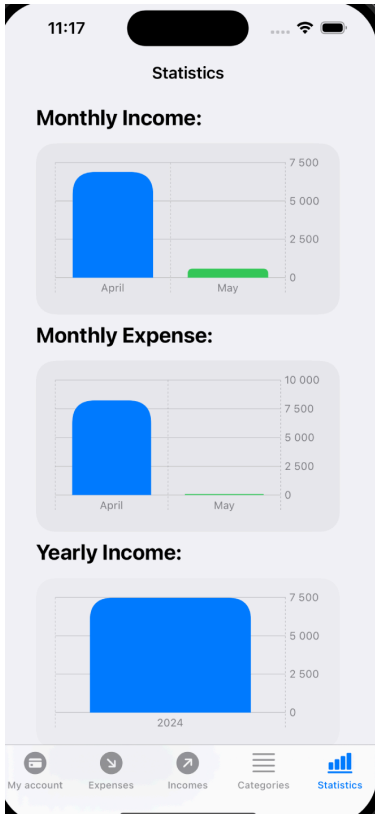 11:17
Statistics
Monthly Income:
7 500
5 000
2 500
0
April May
Monthly Expense:
10 000
7 500
5 000
2 500
0
April May
Yearly Income:
7 500
5 000
2 500
0
2024
My account Expenses Incomes Categories Statistics